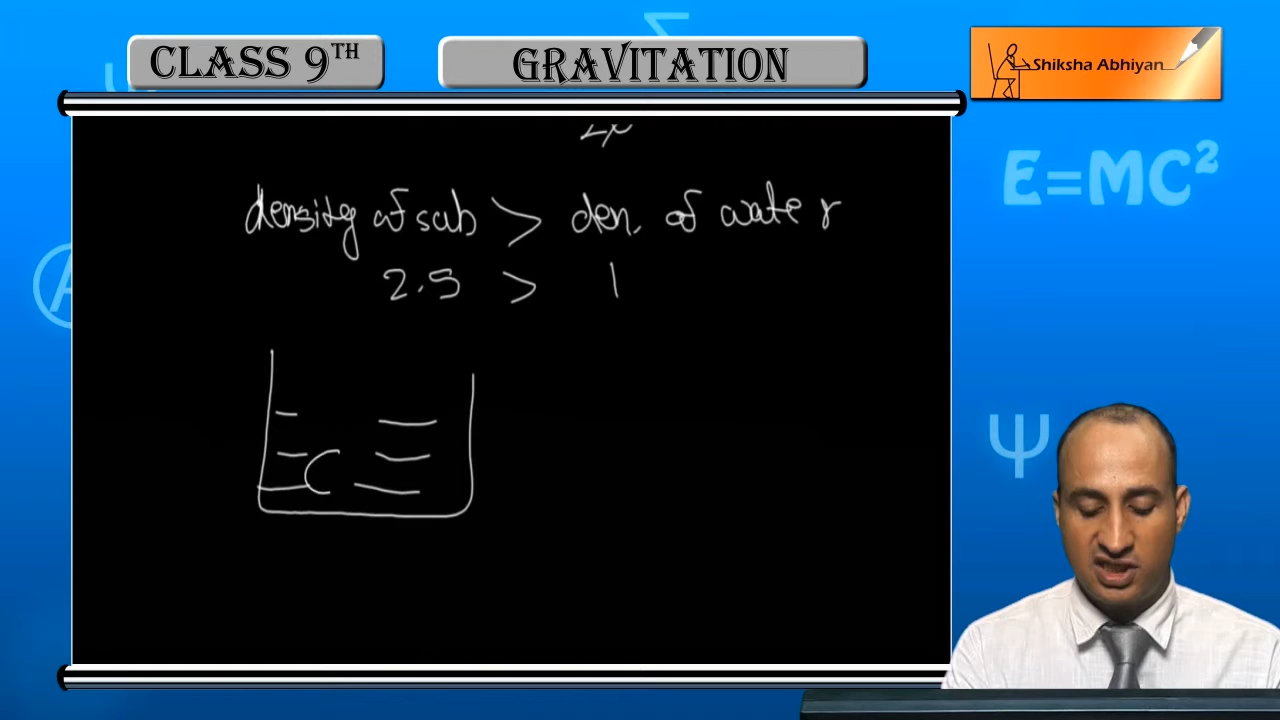 CLASS 9TH
GRAVITATION
Shiksha Abhiyan
density of sub > den. of water
2.5 > 1
E=MC²
Ψ